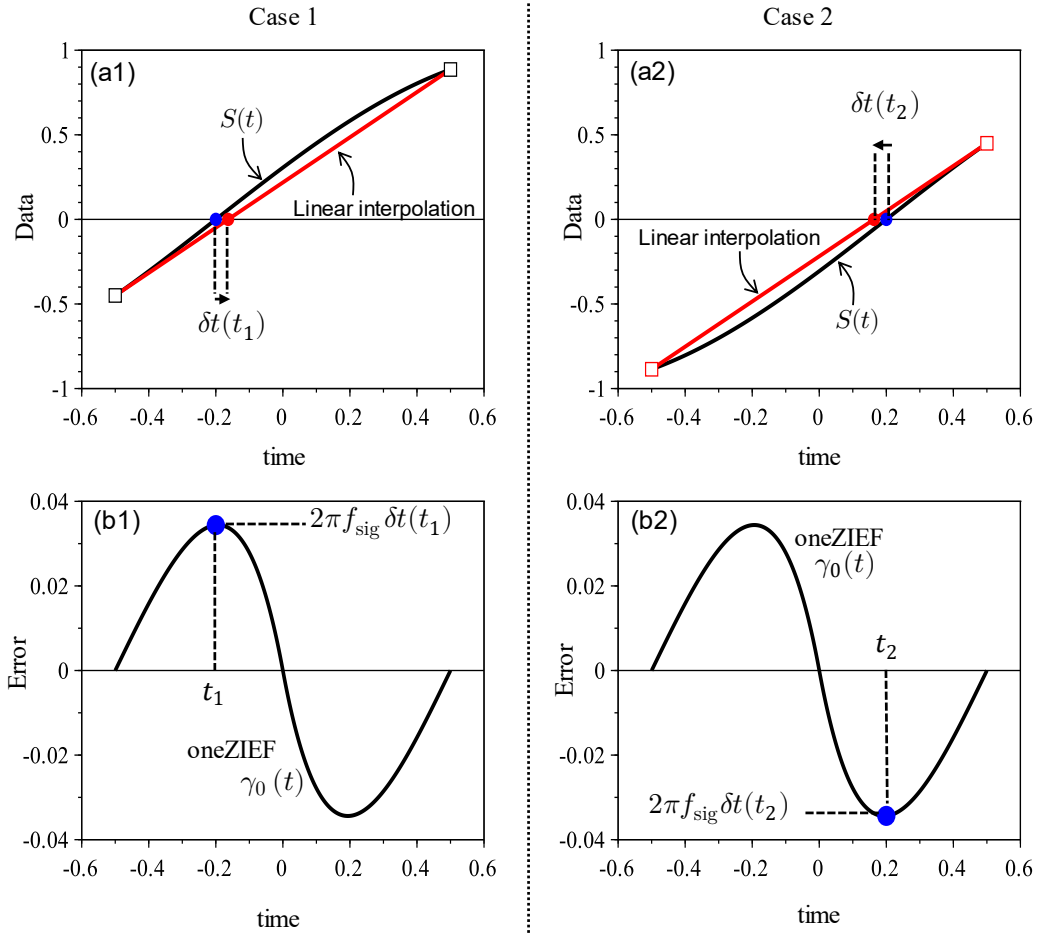 Case 1
(a1)
1
0.5
0
-0.5
-1
Data
S(t)
Linear interpolation
δt(t₁)
-0.6 -0.4 -0.2 0 0.2 0.4 0.6
time
Case 2
(a2)
1
0.5
0
-0.5
-1
Data
δt(t₂)
Linear interpolation
S(t)
-0.6 -0.4 -0.2 0 0.2 0.4 0.6
time
(b1)
0.04
0.02
0
-0.02
-0.04
Error
2πf_sig δt(t₁)
t₁
oneZIEF
γ₀(t)
-0.6 -0.4 -0.2 0 0.2 0.4 0.6
time
(b2)
0.04
0.02
0
-0.02
-0.04
Error
oneZIEF
γ₀(t)
t₂
2πf_sig δt(t₂)
-0.6 -0.4 -0.2 0 0.2 0.4 0.6
time